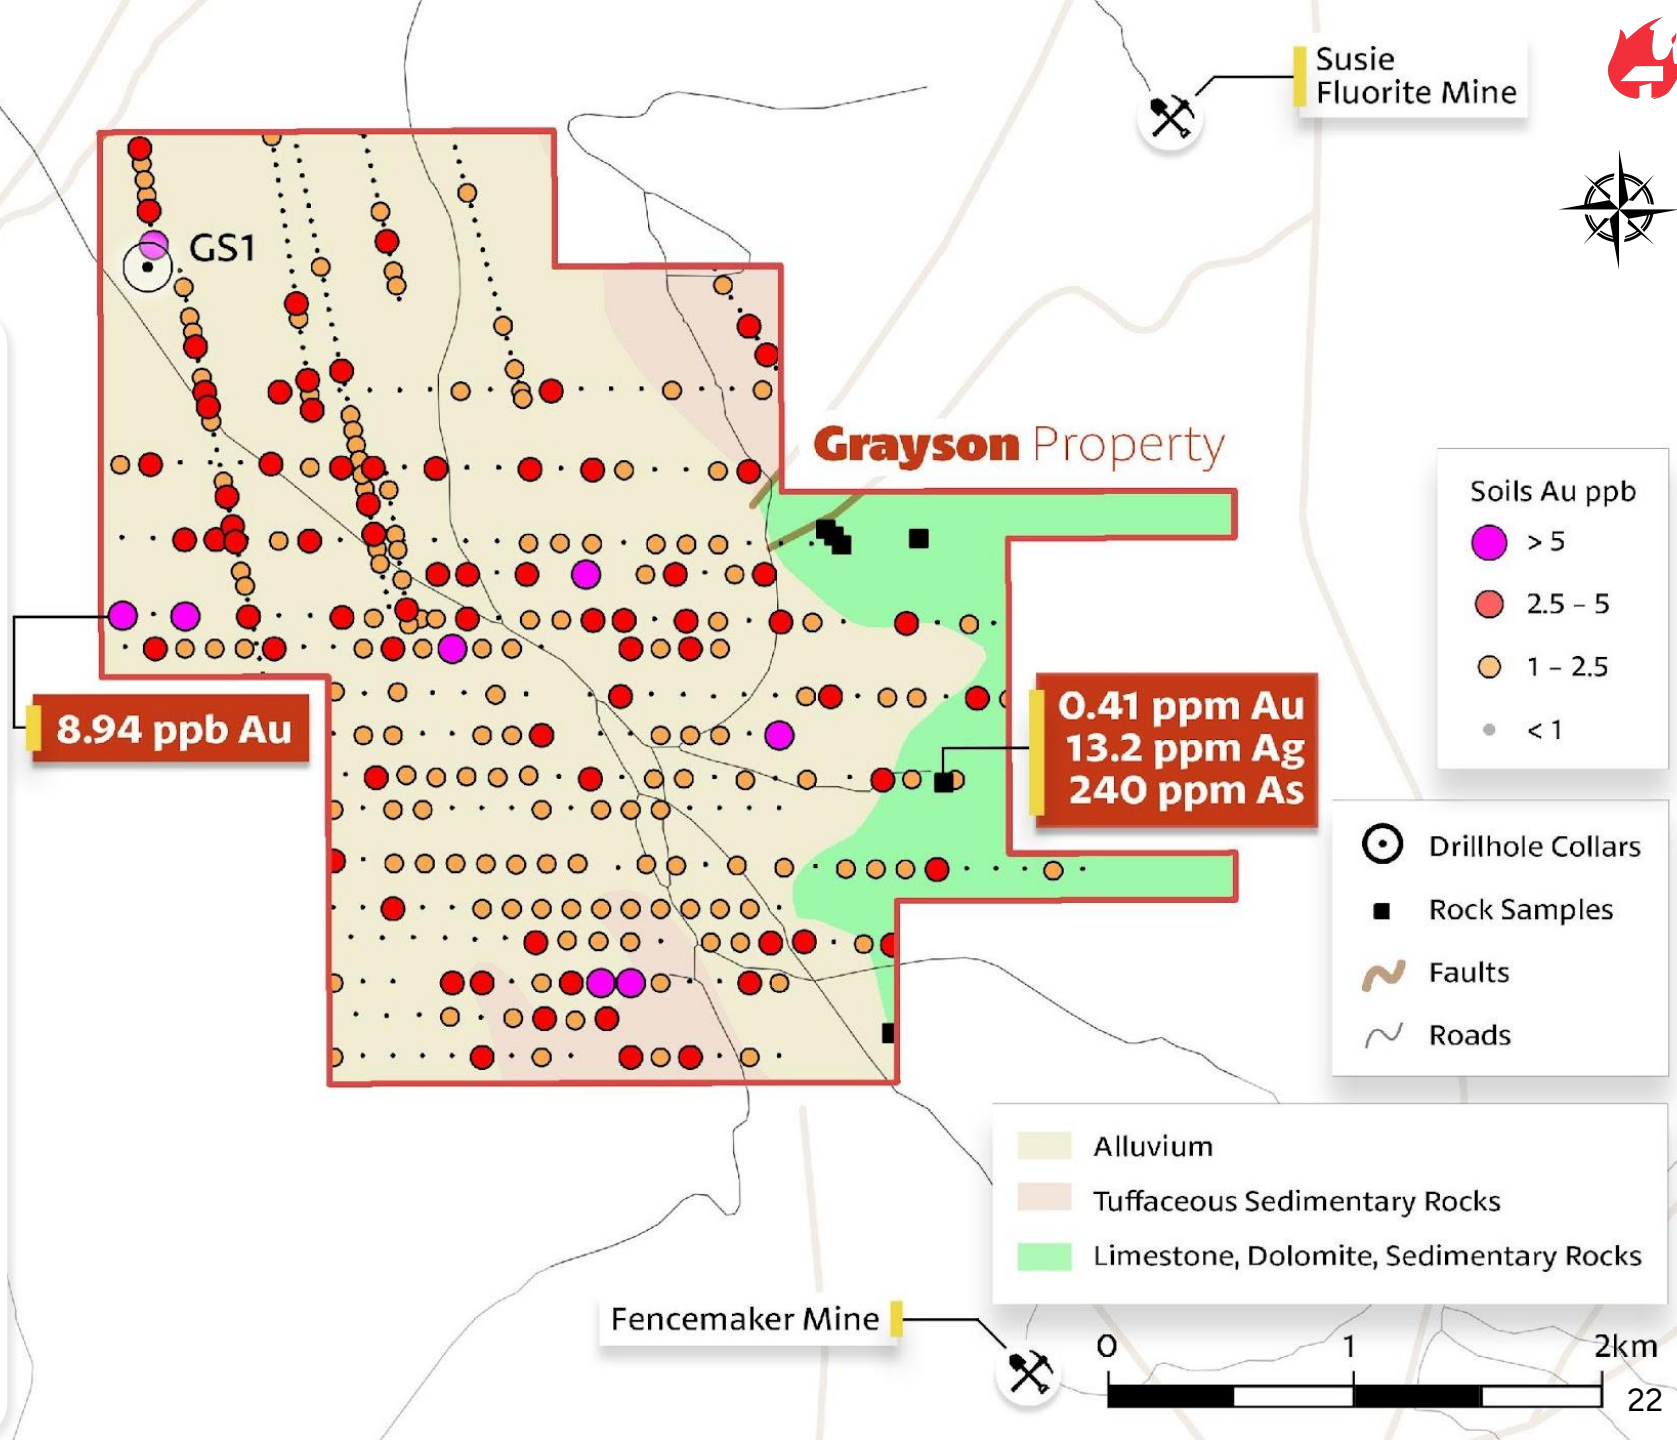 Susie
Fluorite Mine
GS1
Grayson Property
Soils Au ppb
> 5
2.5 – 5
1 – 2.5
< 1
8.94 ppb Au
0.41 ppm Au
13.2 ppm Ag
240 ppm As
Drillhole Collars
Rock Samples
Faults
Roads
Alluvium
Tuffaceous Sedimentary Rocks
Limestone, Dolomite, Sedimentary Rocks
Fencemaker Mine
0 1 2km
22